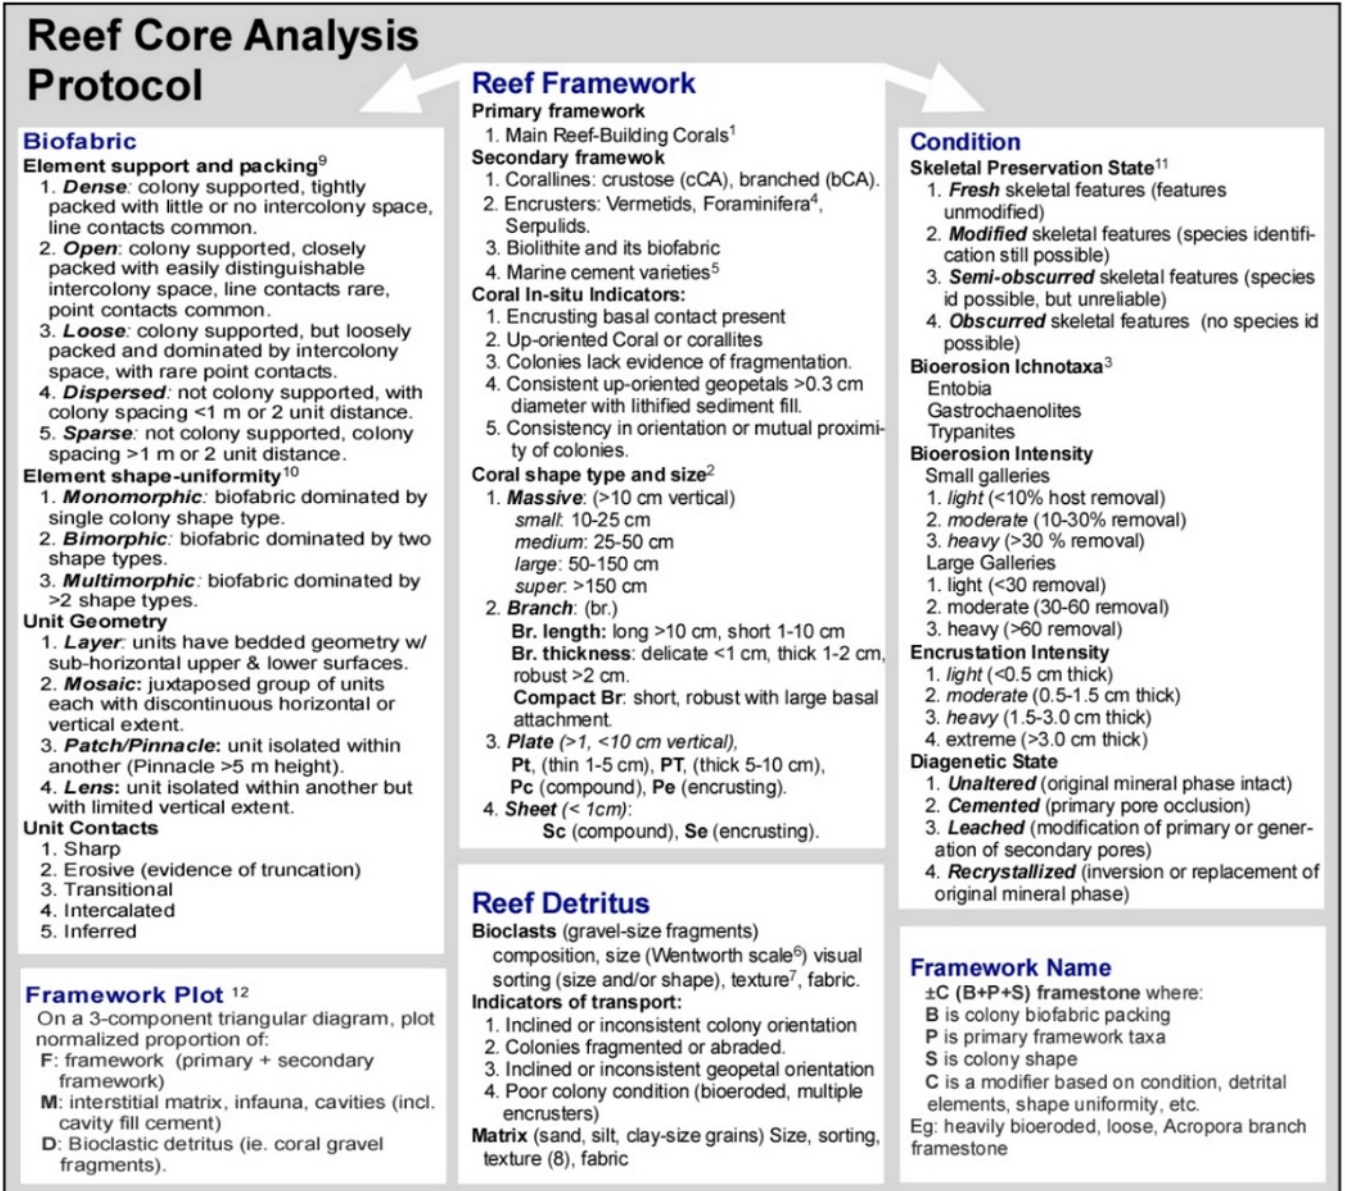 Reef Core Analysis
Protocol
Biofabric
Element support and packing9
1. Dense: colony supported, tightly
packed with little or no intercolony space,
line contacts common.
2. Open: colony supported, closely
packed with easily distinguishable
intercolony space, line contacts rare,
point contacts common.
3. Loose: colony supported, but loosely
packed and dominated by intercolony
space, with rare point contacts.
4. Dispersed: not colony supported, with
colony spacing <1 m or 2 unit distance.
5. Sparse: not colony supported, colony
spacing >1 m or 2 unit distance.
Element shape-uniformity10
1. Monomorphic: biofabric dominated by
single colony shape type.
2. Bimorphic: biofabric dominated by two
shape types.
3. Multimorphic: biofabric dominated by
>2 shape types.
Unit Geometry
1. Layer: units have bedded geometry w/
sub-horizontal upper & lower surfaces.
2. Mosaic: juxtaposed group of units
each with discontinuous horizontal or
vertical extent.
3. Patch/Pinnacle: unit isolated within
another (Pinnacle >5 m height).
4. Lens: unit isolated within another but
with limited vertical extent.
Unit Contacts
1. Sharp
2. Erosive (evidence of truncation)
3. Transitional
4. Intercalated
5. Inferred
Framework Plot 12
On a 3-component triangular diagram, plot
normalized proportion of:
F: framework (primary + secondary
framework)
M: interstitial matrix, infauna, cavities (incl.
cavity fill cement)
D: Bioclastic detritus (ie. coral gravel
fragments).
Reef Framework
Primary framework
1. Main Reef-Building Corals1
Secondary framewok
1. Corallines: crustose (cCA), branched (bCA).
2. Encrusters: Vermetids, Foraminifera4,
Serpulids.
3. Biolithite and its biofabric
4. Marine cement varieties5
Coral In-situ Indicators:
1. Encrusting basal contact present
2. Up-oriented Coral or corallites
3. Colonies lack evidence of fragmentation.
4. Consistent up-oriented geopetals >0.3 cm
diameter with lithified sediment fill.
5. Consistency in orientation or mutual proximi-
ty of colonies.
Coral shape type and size2
1. Massive: (>10 cm vertical)
small: 10-25 cm
medium: 25-50 cm
large: 50-150 cm
super: >150 cm
2. Branch: (br.)
Br. length: long >10 cm, short 1-10 cm
Br. thickness: delicate <1 cm, thick 1-2 cm,
robust >2 cm.
Compact Br: short, robust with large basal
attachment.
3. Plate (>1, <10 cm vertical),
Pt, (thin 1-5 cm), PT, (thick 5-10 cm),
Pc (compound), Pe (encrusting).
4. Sheet (< 1cm):
Sc (compound), Se (encrusting).
Reef Detritus
Bioclasts (gravel-size fragments)
composition, size (Wentworth scale6) visual
sorting (size and/or shape), texture7, fabric.
Indicators of transport:
1. Inclined or inconsistent colony orientation
2. Colonies fragmented or abraded.
3. Inclined or inconsistent geopetal orientation
4. Poor colony condition (bioeroded, multiple
encrusters)
Matrix (sand, silt, clay-size grains) Size, sorting,
texture (8), fabric
Condition
Skeletal Preservation State11
1. Fresh skeletal features (features
unmodified)
2. Modified skeletal features (species identifi-
cation still possible)
3. Semi-obscurred skeletal features (species
id possible, but unreliable)
4. Obscurred skeletal features (no species id
possible)
Bioerosion Ichnotaxa3
Entobia
Gastrochaenolites
Trypanites
Bioerosion Intensity
Small galleries
1. light (<10% host removal)
2. moderate (10-30% removal)
3. heavy (>30 % removal)
Large Galleries
1. light (<30 removal)
2. moderate (30-60 removal)
3. heavy (>60 removal)
Encrustation Intensity
1. light (<0.5 cm thick)
2. moderate (0.5-1.5 cm thick)
3. heavy (1.5-3.0 cm thick)
4. extreme (>3.0 cm thick)
Diagenetic State
1. Unaltered (original mineral phase intact)
2. Cemented (primary pore occlusion)
3. Leached (modification of primary or gener-
ation of secondary pores)
4. Recrystallized (inversion or replacement of
original mineral phase)
Framework Name
±C (B+P+S) framestone where:
B is colony biofabric packing
P is primary framework taxa
S is colony shape
C is a modifier based on condition, detrital
elements, shape uniformity, etc.
Eg: heavily bioeroded, loose, Acropora branch
framestone